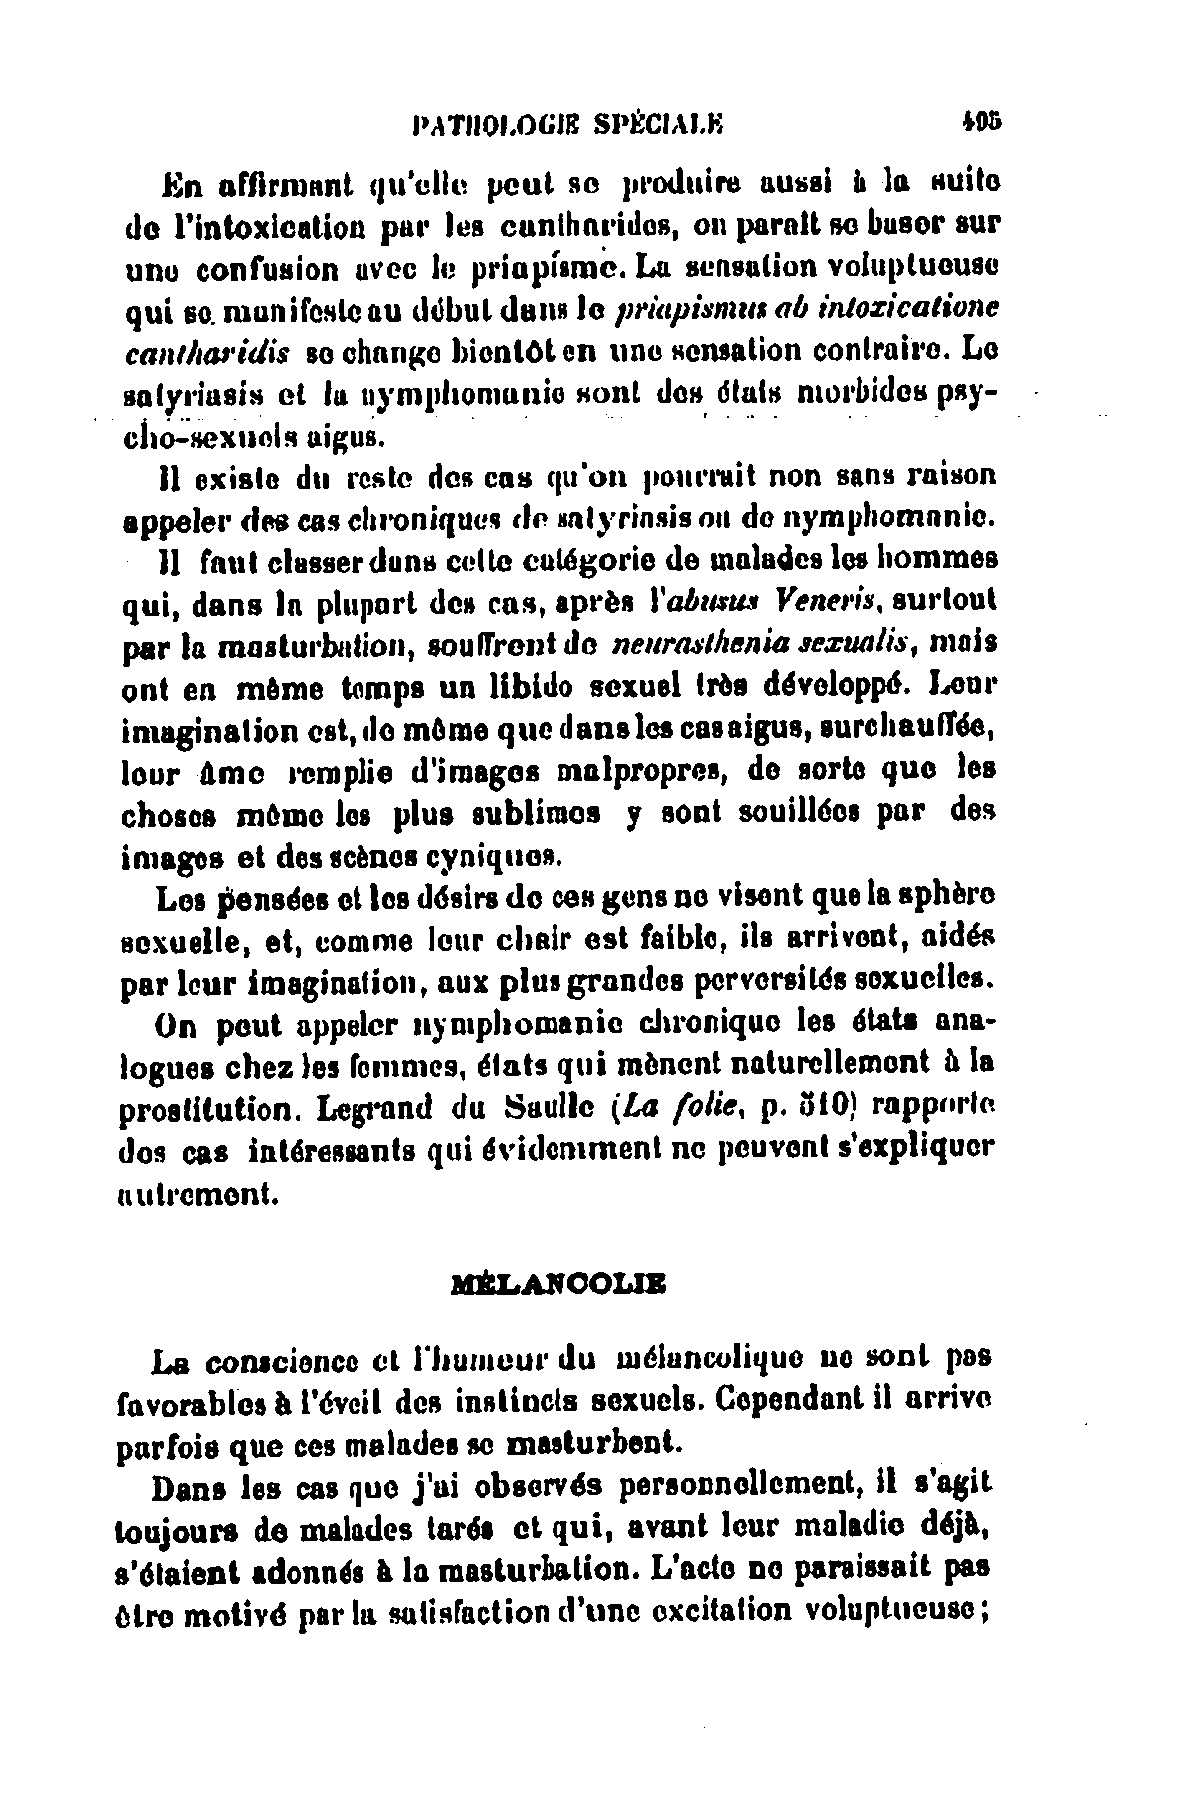 PATHOLOGIE SPÉCIALE 405
En affirmant qu'elle peut se produire aussi à la suite
de l'intoxication par les cantharides, on paraît se baser sur
une confusion avec le priapisme. La sensation voluptueuse
qui se manifeste au début dans le priapismus ab intoxicatione
cantharidis se change bientôt en une sensation contraire. Le
satyriasis et la nymphomanie sont des états morbides psy-
cho-sexuels aigus.
Il existe du reste des cas qu'on pourrait non sans raison
appeler des cas chroniques de satyriasis ou de nymphomanie.
Il faut classer dans cette catégorie de malades les hommes
qui, dans la plupart des cas, après l'abusus Veneris, surtout
par la masturbation, souffrent de neurasthenia sexualis, mais
ont en même temps un libido sexuel très développé. Leur
imagination est, de même que dans les cas aigus, surchauffée,
leur âme remplie d'images malpropres, de sorte que les
choses même les plus sublimes y sont souillées par des
images et des scènes cyniques.
Les pensées et les désirs de ces gens ne visent que la sphère
sexuelle, et, comme leur chair est faible, ils arrivent, aidés
par leur imagination, aux plus grandes perversités sexuelles.
On peut appeler nymphomanie chronique les états ana-
logues chez les femmes, états qui mènent naturellement à la
prostitution. Legrand du Saulle (La folie, p. 510) rapporte
des cas intéressants qui évidemment ne peuvent s'expliquer
autrement.
MÉLANCOLIE
La conscience et l'humeur du mélancolique ne sont pas
favorables à l'éveil des instincts sexuels. Cependant il arrive
parfois que ces malades se masturbent.
Dans les cas que j'ai observés personnellement, il s'agit
toujours de malades tarés et qui, avant leur maladie déjà,
s'étaient adonnés à la masturbation. L'acte ne paraissait pas
être motivé par la satisfaction d'une excitation voluptueuse ;